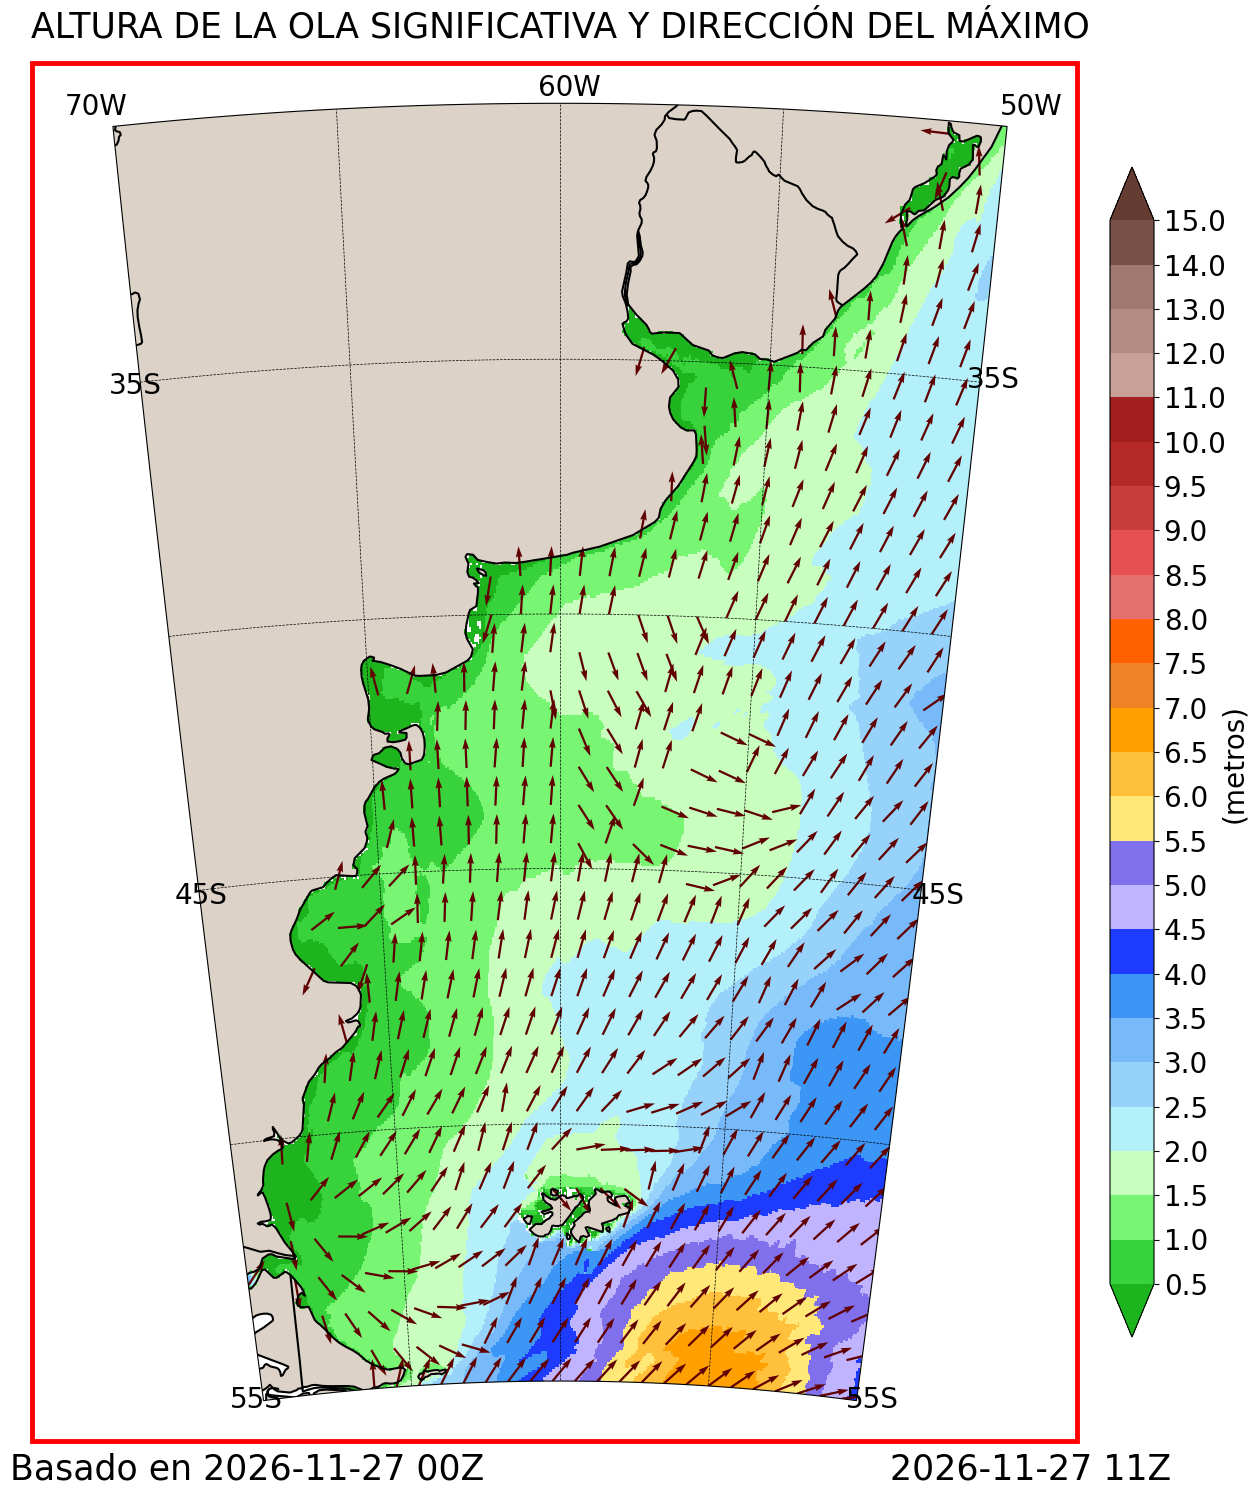 ALTURA DE LA OLA SIGNIFICATIVA Y DIRECCIÓN DEL MÁXIMO
70W
60W
50W
35S
35S
45S
45S
55S
55S
15.0
14.0
13.0
12.0
11.0
10.0
9.5
9.0
8.5
8.0
7.5
7.0
6.5
6.0
5.5
5.0
4.5
4.0
3.5
3.0
2.5
2.0
1.5
1.0
0.5
(metros)
Basado en 2026-11-27 00Z
2026-11-27 11Z